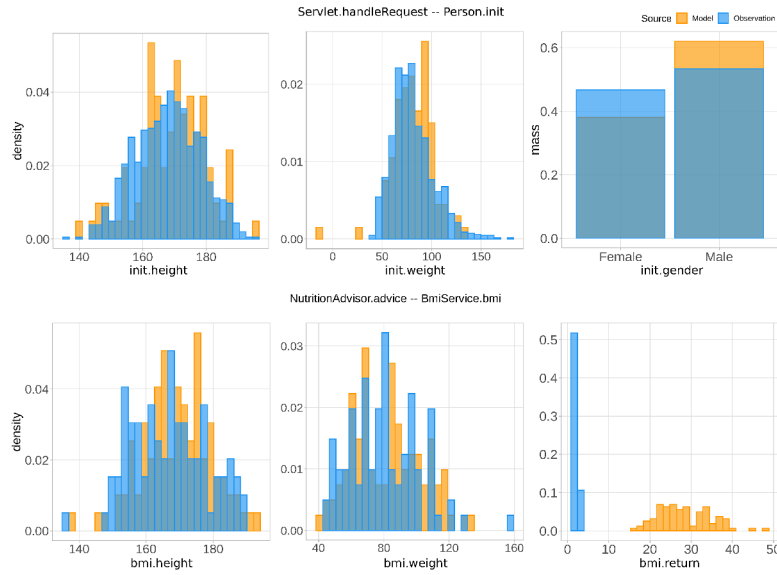 Servlet.handleRequest -- Person.init
Source Model Observation
density
0.04
0.02
0.00
140 160 180
init.height
0.02
0.01
0.00
0 50 100 150
init.weight
mass
0.6
0.4
0.2
0.0
Female Male
init.gender
NutritionAdvisor.advice -- BmiService.bmi
density
0.04
0.02
0.00
140 160 180
bmi.height
0.03
0.02
0.01
0.00
40 80 120 160
bmi.weight
0.5
0.4
0.3
0.2
0.1
0.0
0 10 20 30 40 50
bmi.return